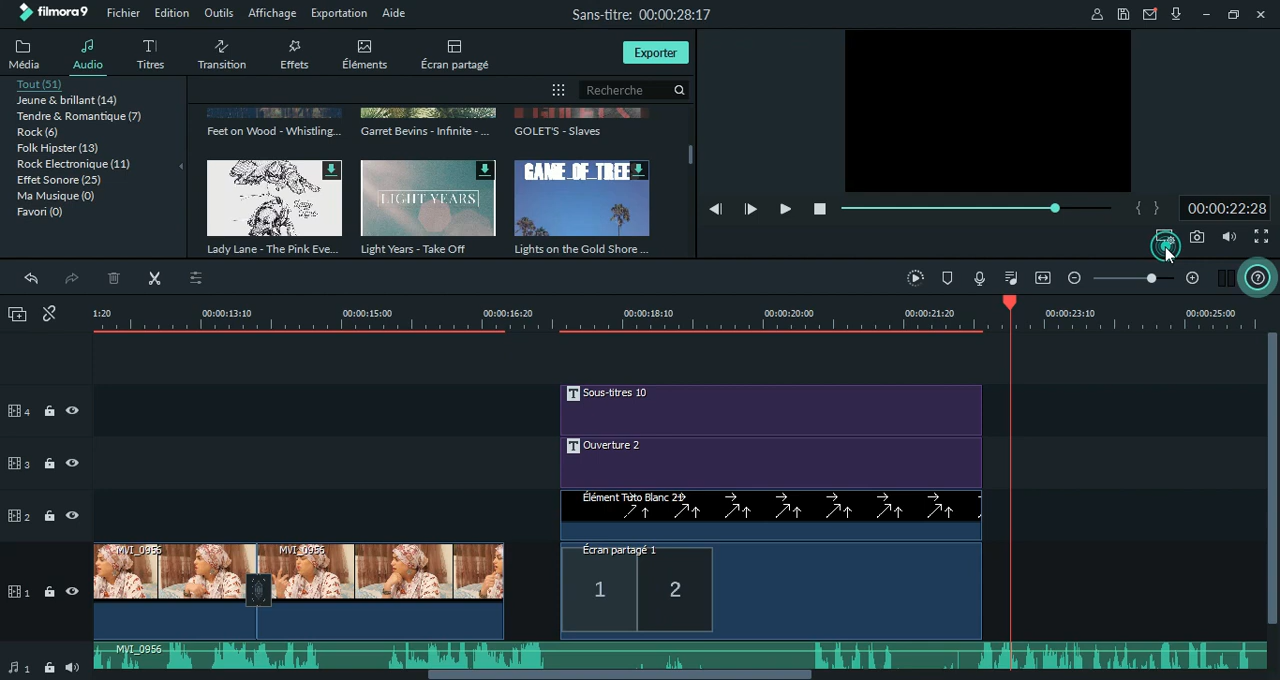 filmora9 Fichier Edition Outils Affichage Exportation Aide Sans-titre: 00:00:28:17
Média Audio Titres Transition Effets Éléments Écran partagé Exporter
Tout (51)
Jeune & brillant (14)
Tendre & Romantique (7)
Rock (6)
Folk Hipster (13)
Rock Electronique (11)
Effet Sonore (25)
Ma Musique (0)
Favori (0)
Recherche
Feet on Wood - Whistling... Garret Bevins - Infinite - ... GOLET'S - Slaves
LIGHT YEARS GAME OF TREE
Lady Lane - The Pink Eve... Light Years - Take Off Lights on the Gold Shore ...
00:00:22:28
1:20 00:00:13:10 00:00:15:00 00:00:16:20 00:00:18:10 00:00:20:00 00:00:21:20 00:00:23:10 00:00:25:00
4 T Sous-titres 10
3 T Ouverture 2
2 Élément Tuto Blanc 21
1 MVI_0956 MVI_0956 Écran partagé 1
1 2
1 MVI_0956